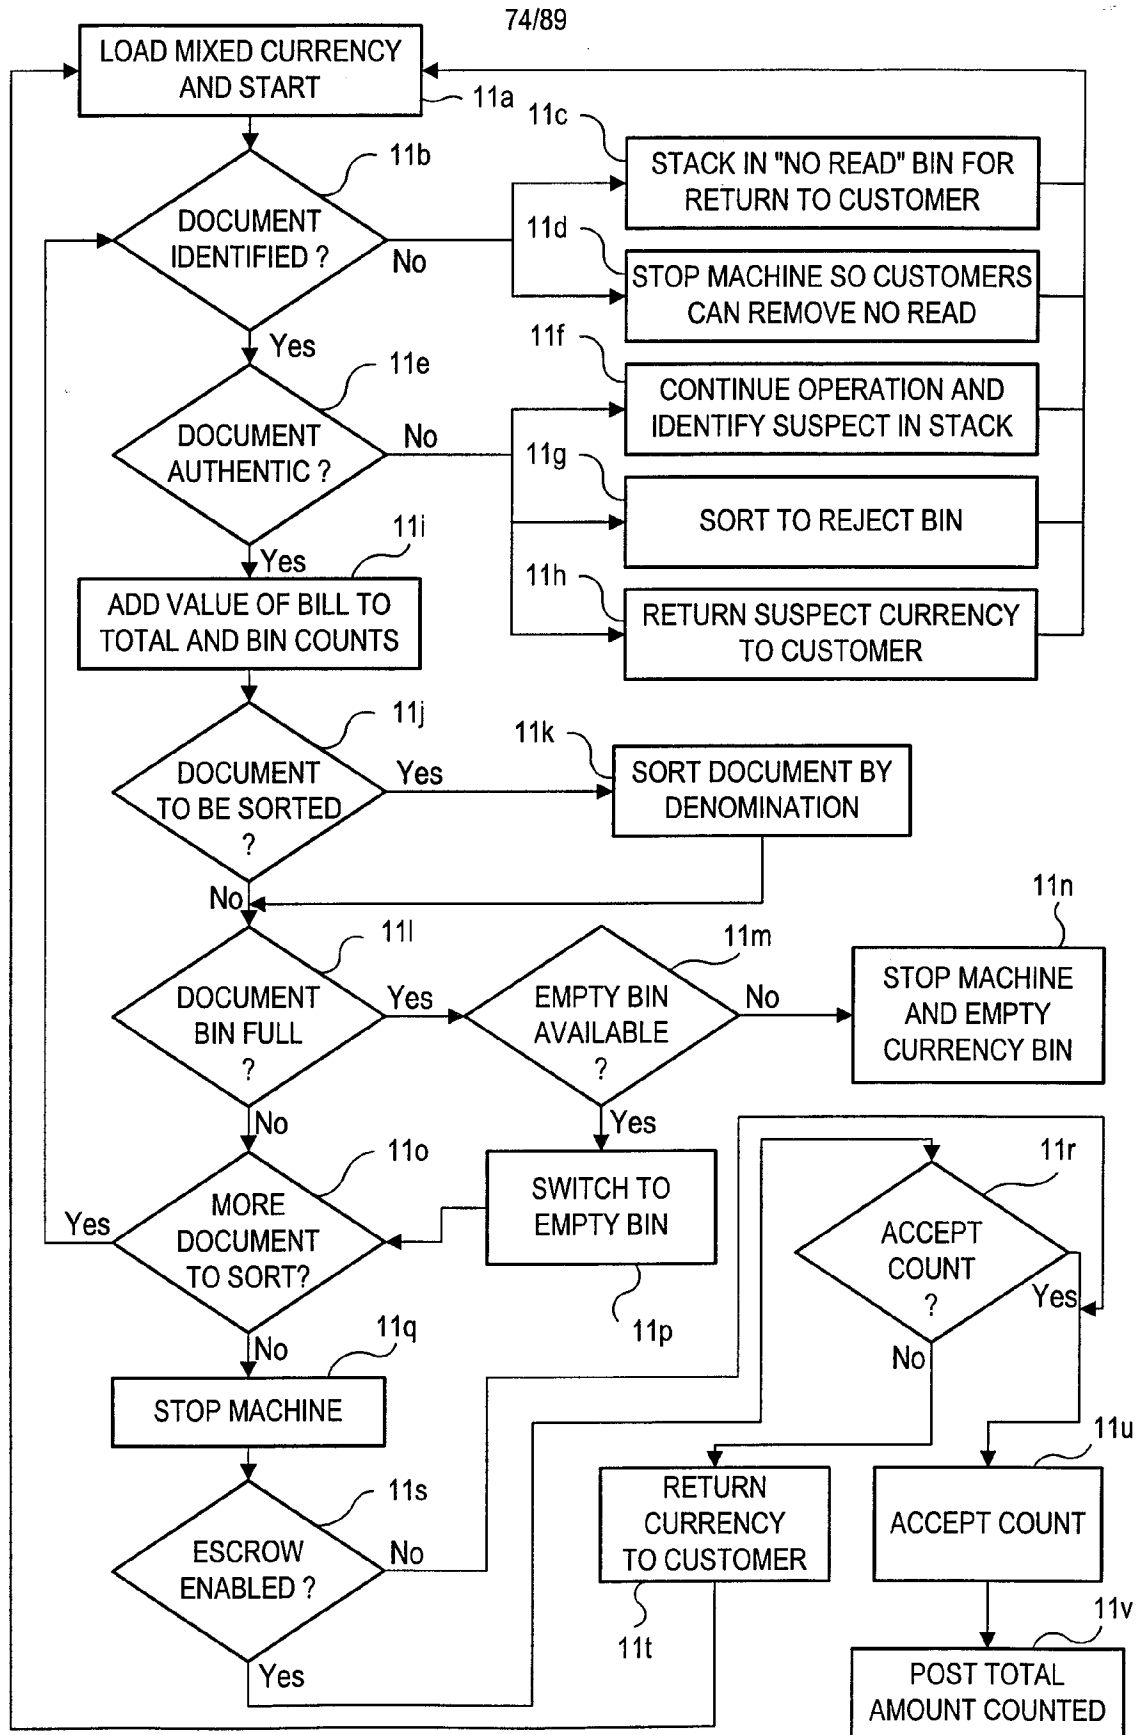 74/89
LOAD MIXED CURRENCY
AND START
11a
11b
DOCUMENT
IDENTIFIED ?
No
Yes
11c
STACK IN "NO READ" BIN FOR
RETURN TO CUSTOMER
11d
STOP MACHINE SO CUSTOMERS
CAN REMOVE NO READ
11e
DOCUMENT
AUTHENTIC ?
No
Yes
11f
CONTINUE OPERATION AND
IDENTIFY SUSPECT IN STACK
11g
SORT TO REJECT BIN
11h
RETURN SUSPECT CURRENCY
TO CUSTOMER
11i
ADD VALUE OF BILL TO
TOTAL AND BIN COUNTS
11j
DOCUMENT
TO BE SORTED
?
Yes
No
11k
SORT DOCUMENT BY
DENOMINATION
11l
DOCUMENT
BIN FULL
?
Yes
No
11m
EMPTY BIN
AVAILABLE
?
No
Yes
11n
STOP MACHINE
AND EMPTY
CURRENCY BIN
11o
MORE
DOCUMENT
TO SORT?
Yes
No
SWITCH TO
EMPTY BIN
11p
11r
ACCEPT
COUNT
?
Yes
No
11q
STOP MACHINE
11s
ESCROW
ENABLED ?
No
Yes
RETURN
CURRENCY
TO CUSTOMER
11t
11u
ACCEPT COUNT
11v
POST TOTAL
AMOUNT COUNTED